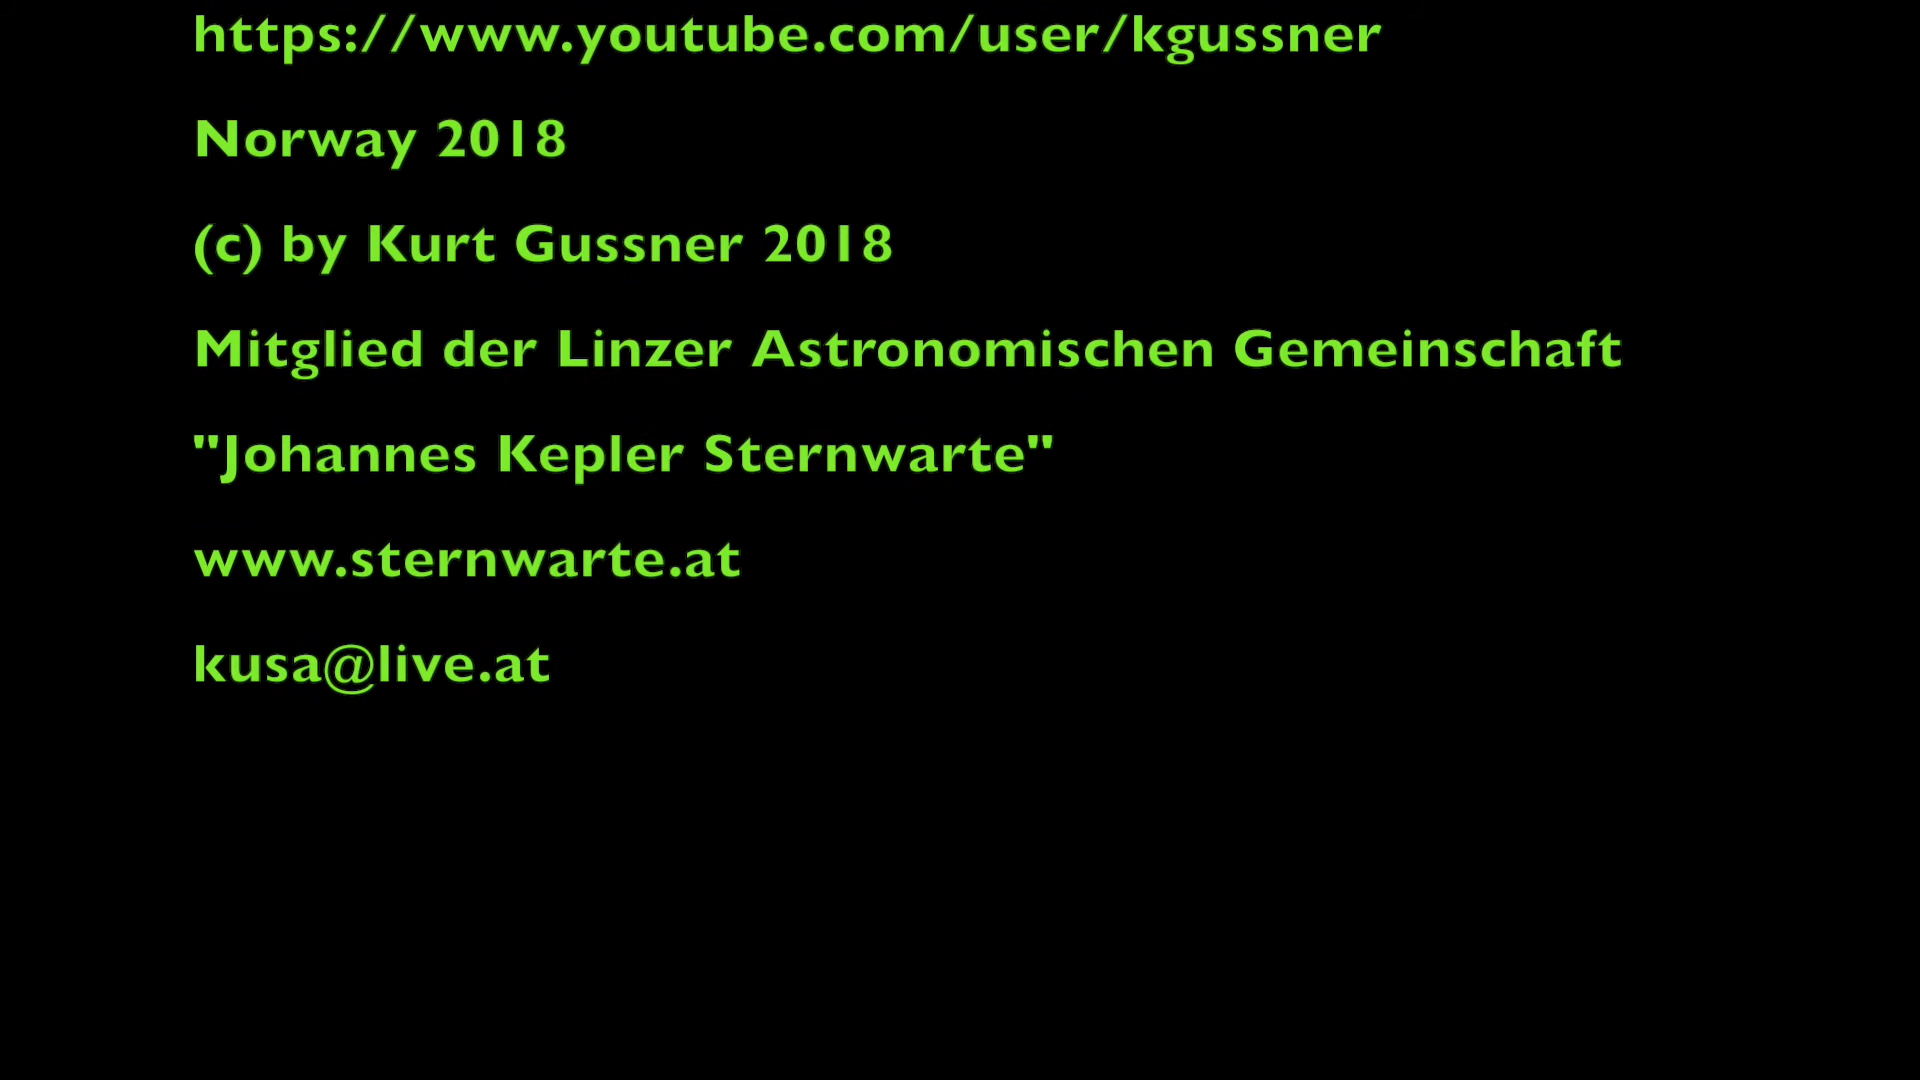 https://www.youtube.com/user/kgussner
Norway 2018
(c) by Kurt Gussner 2018
Mitglied der Linzer Astronomischen Gemeinschaft
"Johannes Kepler Sternwarte"
www.sternwarte.at
kusa@live.at